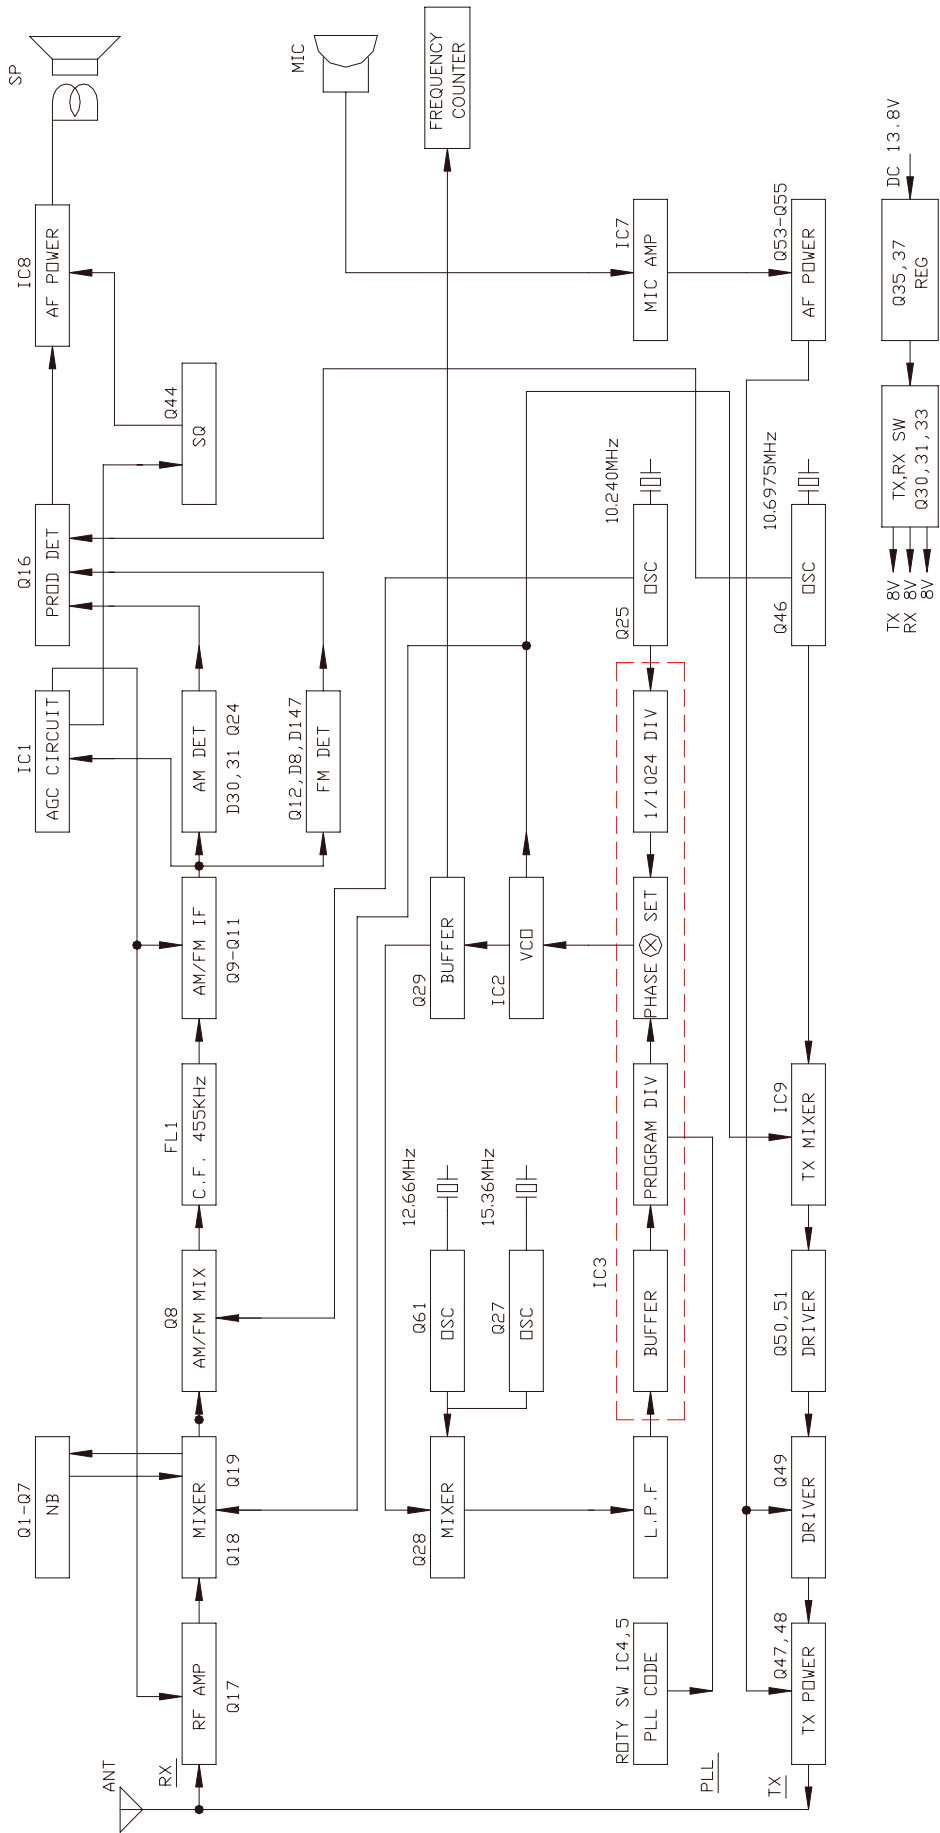 ANT
RX
RF AMP
Q17
Q1-Q7
NB
MIXER
Q18
Q19
Q8
AM/FM MIX
FL1
C.F. 455KHz
AM/FM IF
Q9-Q11
IC1
AGC CIRCUIT
AM DET
D30,31 Q24
Q12,D8,D147
FM DET
Q16
PROD DET
Q44
SQ
IC8
AF POWER
SP
MIC
FREQUENCY
COUNTER
Q28
MIXER
Q61
OSC
12.66MHz
Q27
OSC
15.36MHz
Q29
BUFFER
IC2
VCO
L.P.F
IC3
BUFFER
PROGRAM DIV
PHASE SET
1/1024 DIV
Q25
OSC
10.240MHz
IC7
MIC AMP
ROTY SW IC4,5
PLL CODE
PLL
TX
Q47,48
TX POWER
Q49
DRIVER
Q50,51
DRIVER
IC9
TX MIXER
Q46
OSC
10.6975MHz
Q53-Q55
AF POWER
TX 8V
RX 8V
8V
TX,RX SW
Q30,31,33
Q35,37
REG
DC 13.8V